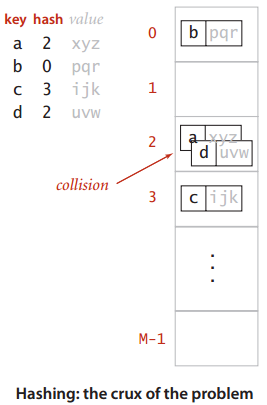 key hash value
a 2 xyz
b 0 pqr
c 3 ijk
d 2 uvw
0 b pqr
1
2 a xyz
d uvw
collision
3 c ijk
.
.
.
M-1
Hashing: the crux of the problem